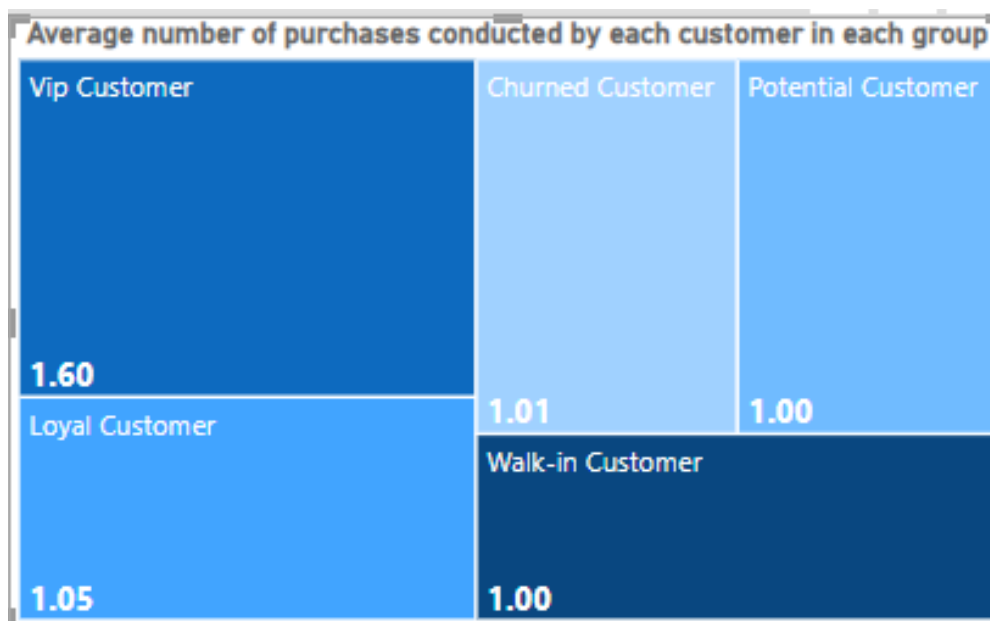 Average number of purchases conducted by each customer in each group
Vip Customer
1.60
Loyal Customer
1.05
Churned Customer
1.01
Potential Customer
1.00
Walk-in Customer
1.00